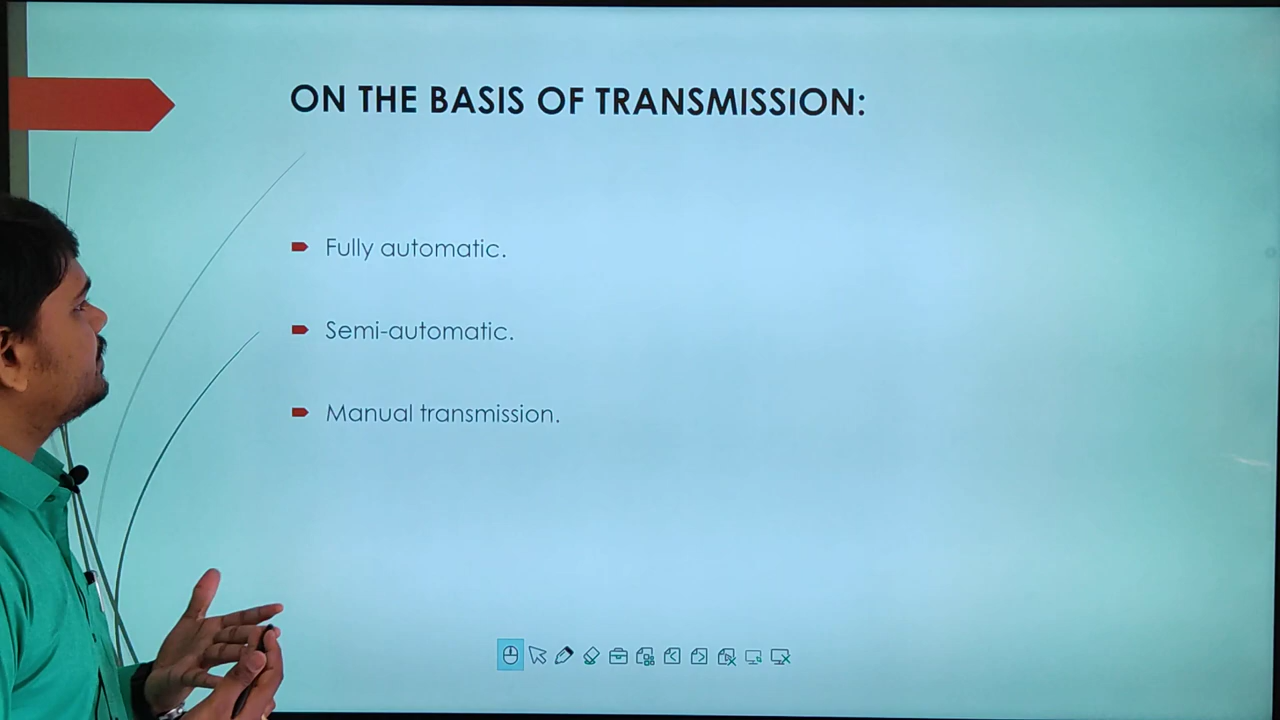 ON THE BASIS OF TRANSMISSION:
Fully automatic.
Semi-automatic.
Manual transmission.